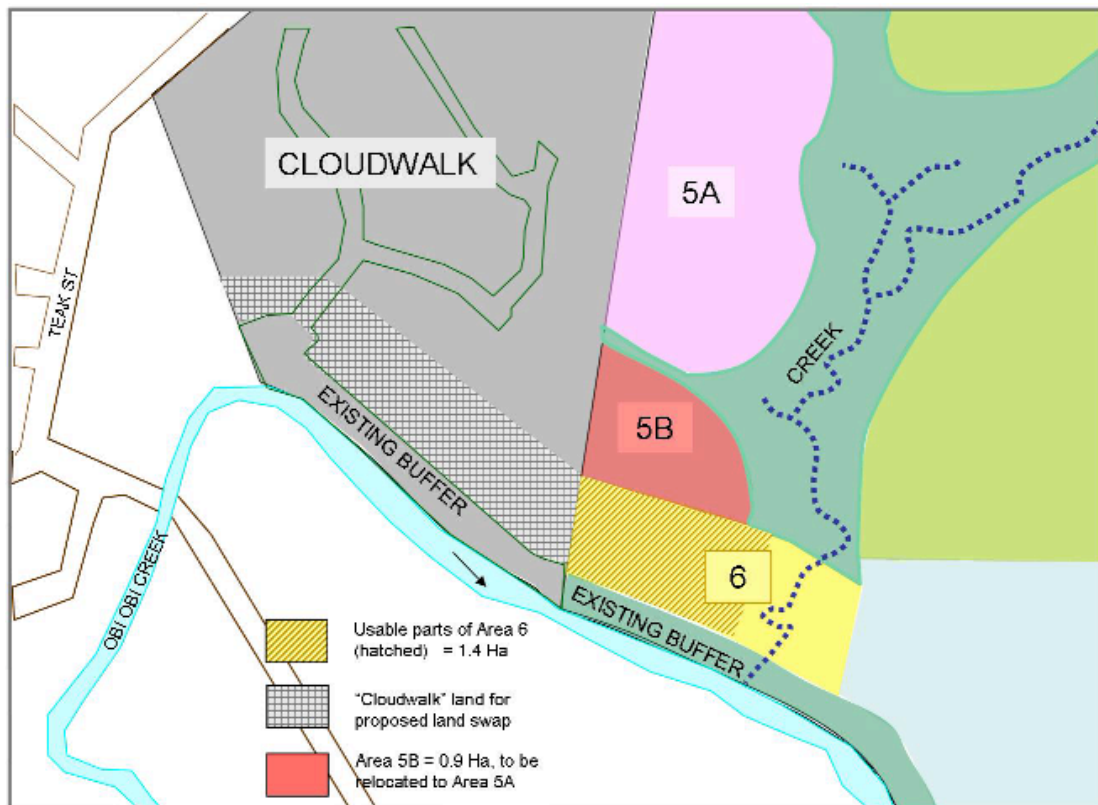 CLOUDWALK
5A
TEAK ST
CREEK
5B
EXISTING BUFFER
6
EXISTING BUFFER
OBI OBI CREEK
Usable parts of Area 6
(hatched) = 1.4 Ha
"Cloudwalk" land for
proposed land swap
Area 5B = 0.9 Ha, to be
relocated to Area 5A